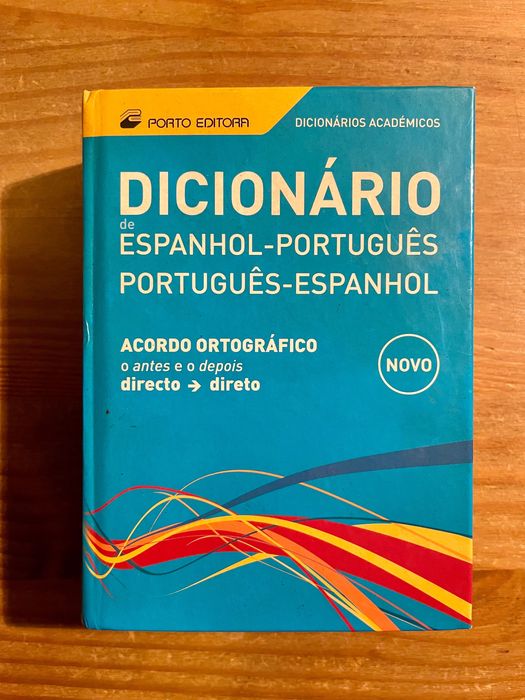 PORTO EDITORA
DICIONÁRIOS ACADÉMICOS
DICIONÁRIO
de
ESPANHOL-PORTUGUÊS
PORTUGUÊS-ESPANHOL
ACORDO ORTOGRÁFICO
o antes e o depois
directo → direto
NOVO